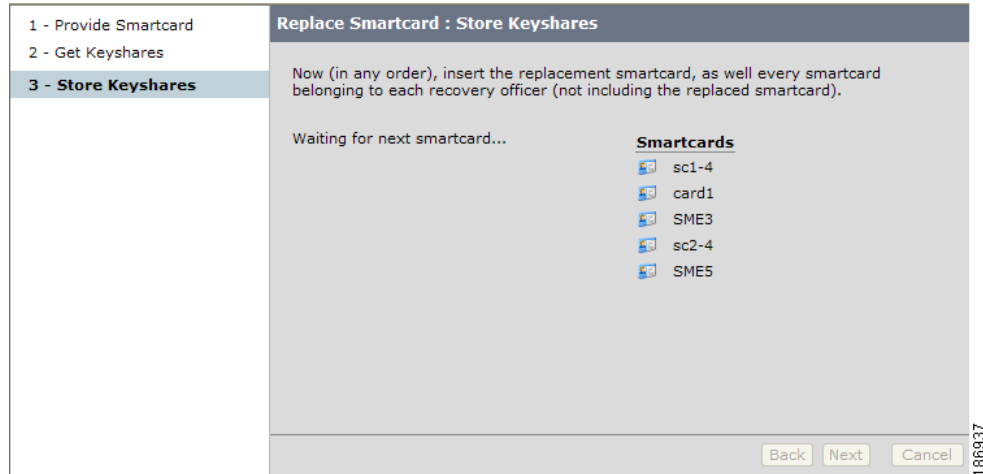 1 - Provide Smartcard
2 - Get Keyshares
3 - Store Keyshares
Replace Smartcard : Store Keyshares
Now (in any order), insert the replacement smartcard, as well every smartcard
belonging to each recovery officer (not including the replaced smartcard).
Waiting for next smartcard...
Smartcards
sc1-4
card1
SME3
sc2-4
SME5
Back
Next
Cancel
186937